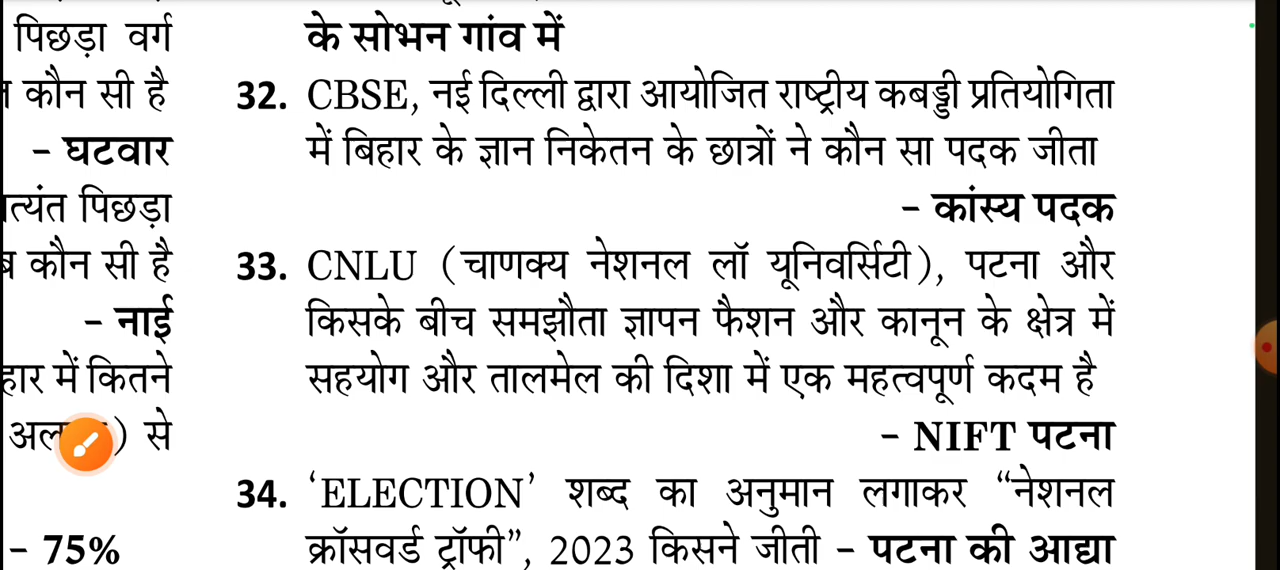 पिछड़ा वर्ग
कौन सी है
- घटवार
पिछड़ा
कौन सी है
- नाई
में कितने
) से
- 75%
के सोभन गांव में
32. CBSE, नई दिल्ली द्वारा आयोजित राष्ट्रीय कबड्डी प्रतियोगिता
में बिहार के ज्ञान निकेतन के छात्रों ने कौन सा पदक जीता
- कांस्य पदक
33. CNLU (चाणक्य नेशनल लॉ यूनिवर्सिटी), पटना और
किसके बीच समझौता ज्ञापन फैशन और कानून के क्षेत्र में
सहयोग और तालमेल की दिशा में एक महत्वपूर्ण कदम है
- NIFT पटना
34. ‘ELECTION’ शब्द का अनुमान लगाकर “नेशनल
क्रॉसवर्ड ट्रॉफी”, 2023 किसने जीती - पटना की आद्या